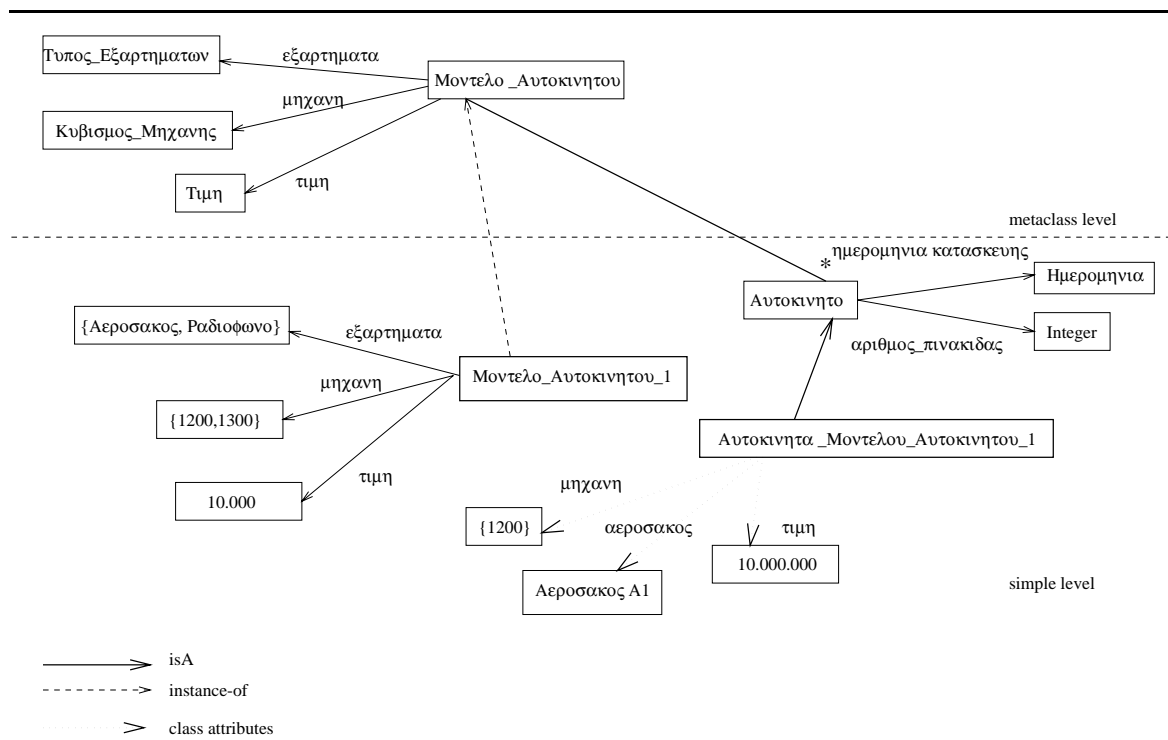 Τυπος_Εξαρτηματων
εξαρτηματα
Μοντελο _Αυτοκινητου
μηχανη
Κυβισμος_Μηχανης
Τιμη
τιμη
metaclass level
*
ημερομηνια κατασκευης
Ημερομηνια
Αυτοκινητο
{Αεροσακος, Ραδιοφωνο}
εξαρτηματα
Integer
αριθμος_πινακιδας
Μοντελο_Αυτοκινητου_1
μηχανη
{1200,1300}
Αυτοκινητα _Μοντελου_Αυτοκινητου_1
τιμη
10.000
μηχανη
{1200}
αεροσακος
τιμη
10.000.000
Αεροσακος Α1
simple level
isA
instance-of
class attributes